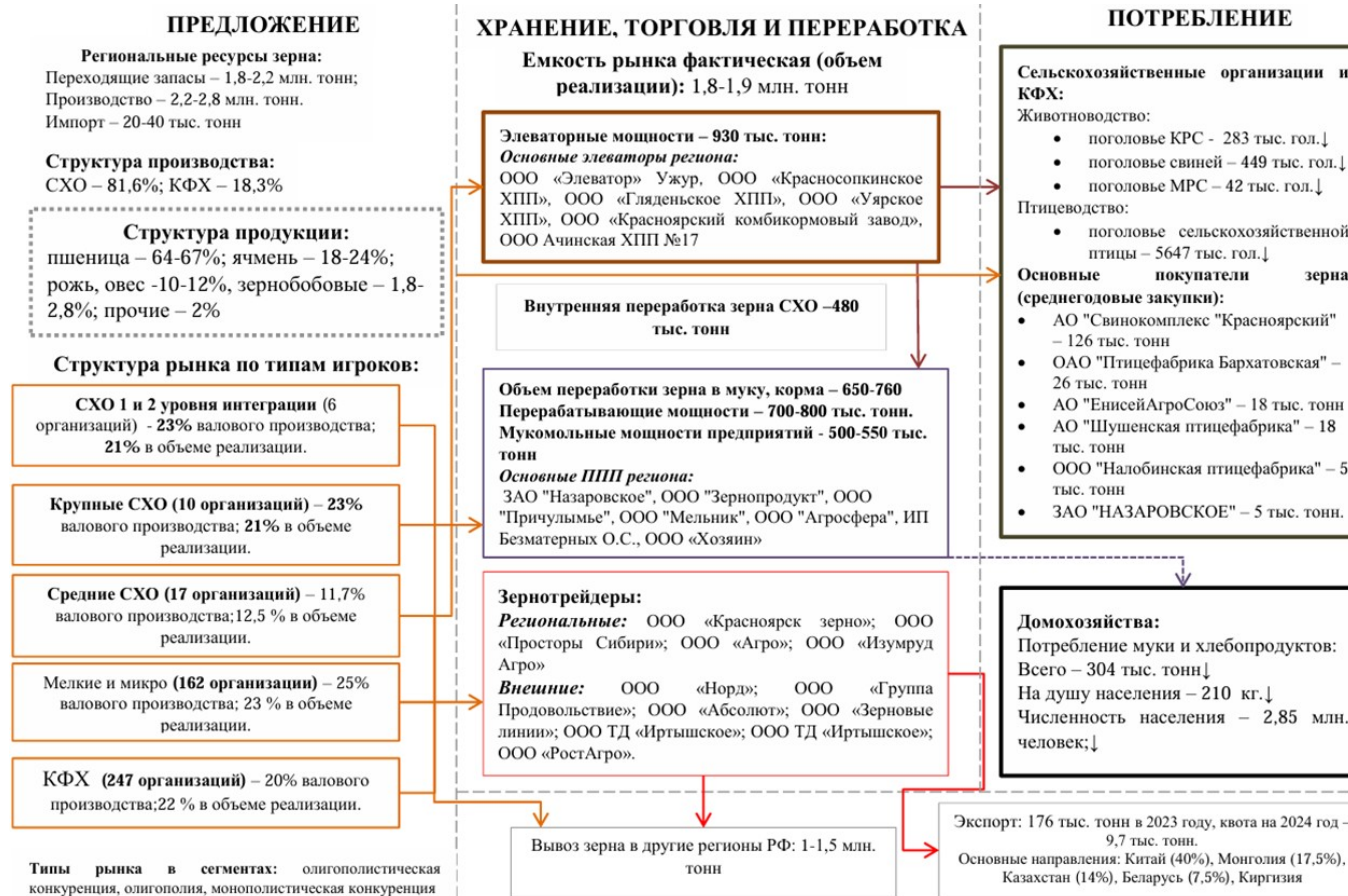 ПРЕДЛОЖЕНИЕ
Региональные ресурсы зерна:
Переходящие запасы – 1,8-2,2 млн. тонн;
Производство – 2,2-2,8 млн. тонн.
Импорт – 20-40 тыс. тонн
Структура производства:
СХО – 81,6%; КФХ – 18,3%
Структура продукции:
пшеница – 64-67%; ячмень – 18-24%;
рожь, овес -10-12%, зернобобовые – 1,8-
2,8%; прочие – 2%
Структура рынка по типам игроков:
СХО 1 и 2 уровня интеграции (6
организаций) - 23% валового производства;
21% в объеме реализации.
Крупные СХО (10 организаций) – 23%
валового производства; 21% в объеме
реализации.
Средние СХО (17 организаций) – 11,7%
валового производства;12,5 % в объеме
реализации.
Мелкие и микро (162 организации) – 25%
валового производства; 23 % в объеме
реализации.
КФХ (247 организаций) – 20% валового
производства;22 % в объеме реализации.
Типы рынка в сегментах: олигополистическая
конкуренция, олигополия, монополистическая конкуренция
ХРАНЕНИЕ, ТОРГОВЛЯ И ПЕРЕРАБОТКА
Емкость рынка фактическая (объем
реализации): 1,8-1,9 млн. тонн
Элеваторные мощности – 930 тыс. тонн:
Основные элеваторы региона:
ООО «Элеватор» Ужур, ООО «Красносопкинское
ХПП», ООО «Гляденьское ХПП», ООО «Уярское
ХПП», ООО «Красноярский комбикормовый завод»,
ООО Ачинская ХПП №17
Внутренняя переработка зерна СХО –480
тыс. тонн
Объем переработки зерна в муку, корма – 650-760
Перерабатывающие мощности – 700-800 тыс. тонн.
Мукомольные мощности предприятий - 500-550 тыс.
тонн
Основные ППП региона:
ЗАО "Назаровское", ООО "Зернопродукт", ООО
"Причулымье", ООО "Мельник", ООО "Агросфера", ИП
Безматерных О.С., ООО «Хозяин»
Зернотрейдеры:
Региональные: ООО «Красноярск зерно»; ООО
«Просторы Сибири»; ООО «Агро»; ООО «Изумруд
Агро»
Внешние: ООО «Норд»; ООО «Группа
Продовольствие»; ООО «Абсолют»; ООО «Зерновые
линии»; ООО ТД «Иртышское»; ООО ТД «Иртышское»;
ООО «РостАгро».
Вывоз зерна в другие регионы РФ: 1-1,5 млн.
тонн
ПОТРЕБЛЕНИЕ
Сельскохозяйственные организации и
КФХ:
Животноводство:
• поголовье КРС - 283 тыс. гол.↓
• поголовье свиней – 449 тыс. гол.↓
• поголовье МРС – 42 тыс. гол.↓
Птицеводство:
• поголовье сельскохозяйственной
птицы – 5647 тыс. гол.↓
Основные покупатели зерна
(среднегодовые закупки):
• АО "Свинокомплекс "Красноярский"
– 126 тыс. тонн
• ОАО "Птицефабрика Бархатовская" –
26 тыс. тонн
• АО "ЕнисейАгроСоюз" – 18 тыс. тонн
• АО "Шушенская птицефабрика" – 18
тыс. тонн
• ООО "Налобинская птицефабрика" – 5
тыс. тонн
• ЗАО "НАЗАРОВСКОЕ" – 5 тыс. тонн.
Домохозяйства:
Потребление муки и хлебопродуктов:
Всего – 304 тыс. тонн↓
На душу населения – 210 кг.↓
Численность населения – 2,85 млн.
человек;↓
Экспорт: 176 тыс. тонн в 2023 году, квота на 2024 год –
9,7 тыс. тонн.
Основные направления: Китай (40%), Монголия (17,5%),
Казахстан (14%), Беларусь (7,5%), Киргизия